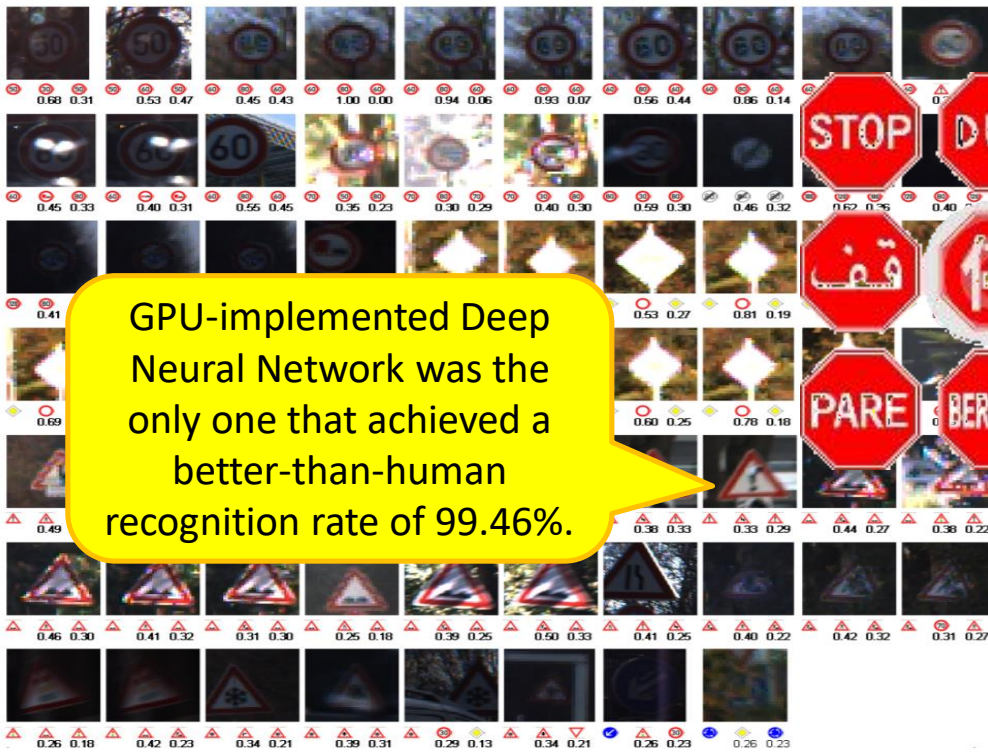 0.68 0.31 0.53 0.47 0.45 0.43 1.00 0.00 0.94 0.06 0.93 0.07 0.56 0.44 0.86 0.14
STOP
60
0.45 0.33 0.40 0.31 0.55 0.45 0.35 0.23 0.30 0.29 0.40 0.30 0.59 0.30 0.46 0.32
قف
0.41 0.53 0.27 0.81 0.19
GPU-implemented Deep
Neural Network was the
only one that achieved a
better-than-human
recognition rate of 99.46%.
0.69 0.60 0.25 0.78 0.18
PARE
0.49 0.38 0.33 0.33 0.29 0.44 0.27 0.38 0.22
0.46 0.30 0.41 0.32 0.31 0.30 0.25 0.18 0.39 0.25 0.50 0.33 0.41 0.25 0.40 0.22 0.42 0.32 0.31 0.27
0.26 0.18 0.42 0.23 0.34 0.21 0.39 0.31 0.29 0.13 0.34 0.21 0.26 0.23 0.26 0.23